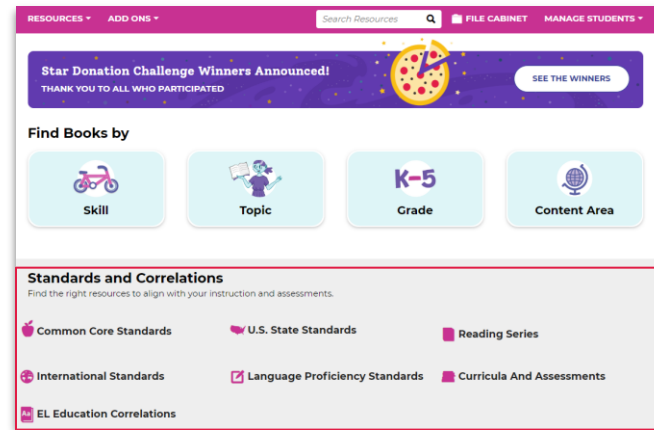 RESOURCES ADD ONS Search Resources FILE CABINET MANAGE STUDENTS
Star Donation Challenge Winners Announced!
THANK YOU TO ALL WHO PARTICIPATED
SEE THE WINNERS
Find Books by
K-5
Skill Topic Grade Content Area
Standards and Correlations
Find the right resources to align with your instruction and assessments.
Common Core Standards U.S. State Standards Reading Series
International Standards Language Proficiency Standards Curricula And Assessments
Aa EL Education Correlations